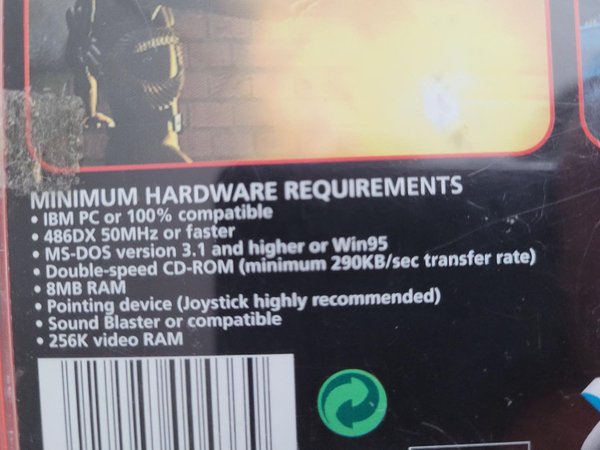 MINIMUM HARDWARE REQUIREMENTS
• IBM PC or 100% compatible
• 486DX 50MHz or faster
• MS-DOS version 3.1 and higher or Win95
• Double-speed CD-ROM (minimum 290KB/sec transfer rate)
• 8MB RAM
• Pointing device (Joystick highly recommended)
• Sound Blaster or compatible
• 256K video RAM